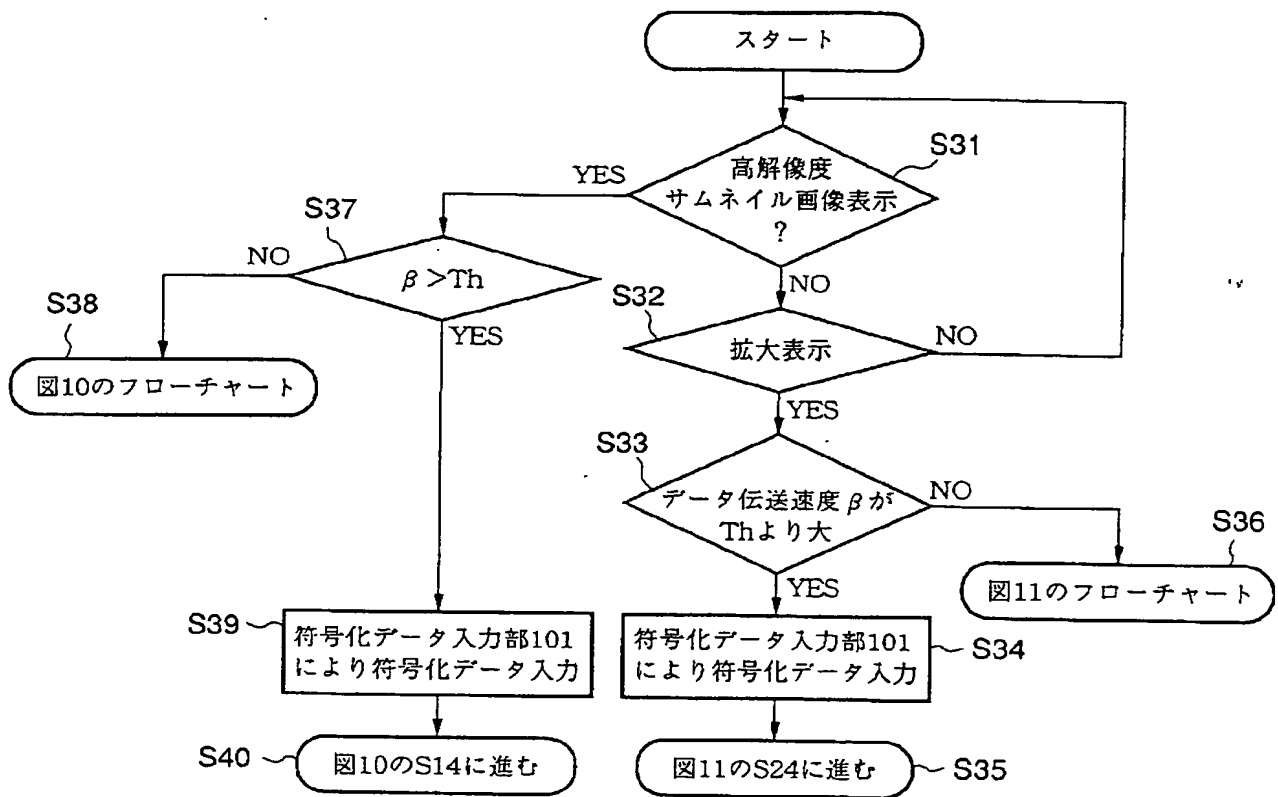 スタート
S31
高解像度
サムネイル画像表示
?
YES
S37
NO
β>Th
NO
S32
S38
YES
拡大表示
NO
図10のフローチャート
YES
S33
データ伝送速度βが
Thより大
NO
S36
YES
図11のフローチャート
S39
符号化データ入力部101
により符号化データ入力
符号化データ入力部101
により符号化データ入力
S34
S40
図10のS14に進む
図11のS24に進む
S35